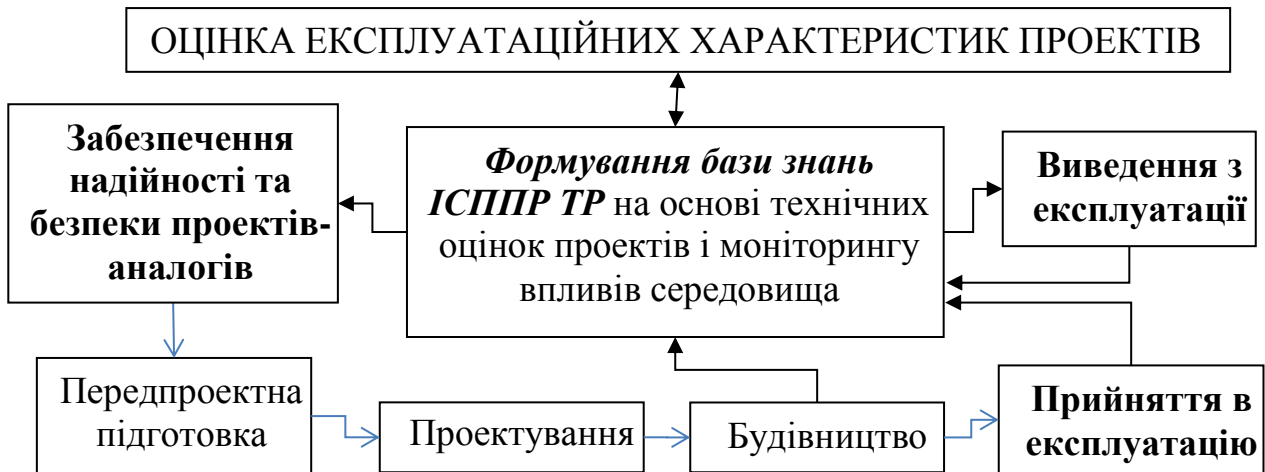 ОЦІНКА ЕКСПЛУАТАЦІЙНИХ ХАРАКТЕРИСТИК ПРОЕКТІВ
Забезпечення
надійності та
безпеки проектів-
аналогів
Формування бази знань
ІСППР ТР на основі технічних
оцінок проектів і моніторингу
впливів середовища
Виведення з
експлуатації
Передпроектна
підготовка
Проектування
Будівництво
Прийняття в
експлуатацію